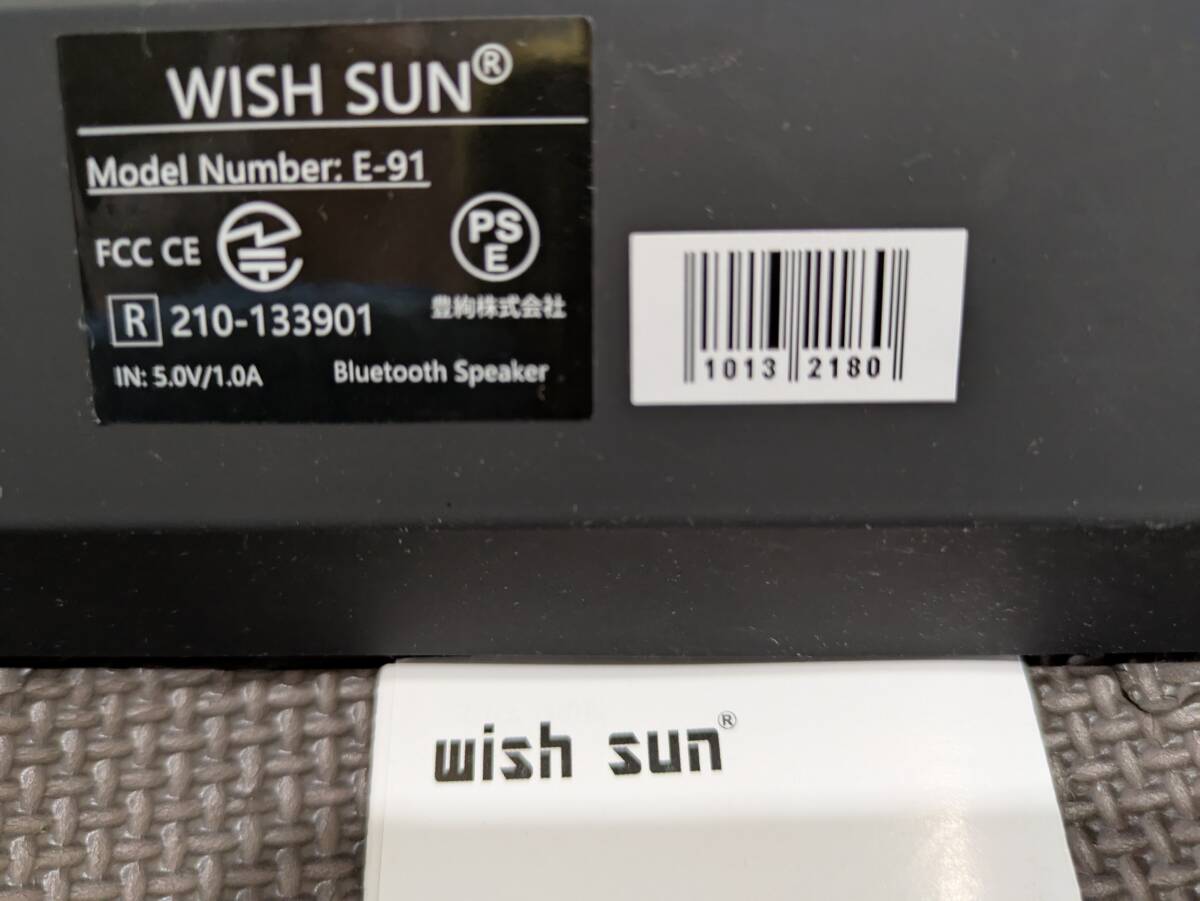 WISH SUN®
Model Number: E-91
FCC CE
PSE
豊絢株式会社
R 210-133901
IN: 5.0V/1.0A Bluetooth Speaker
1013 2180
wish sun®